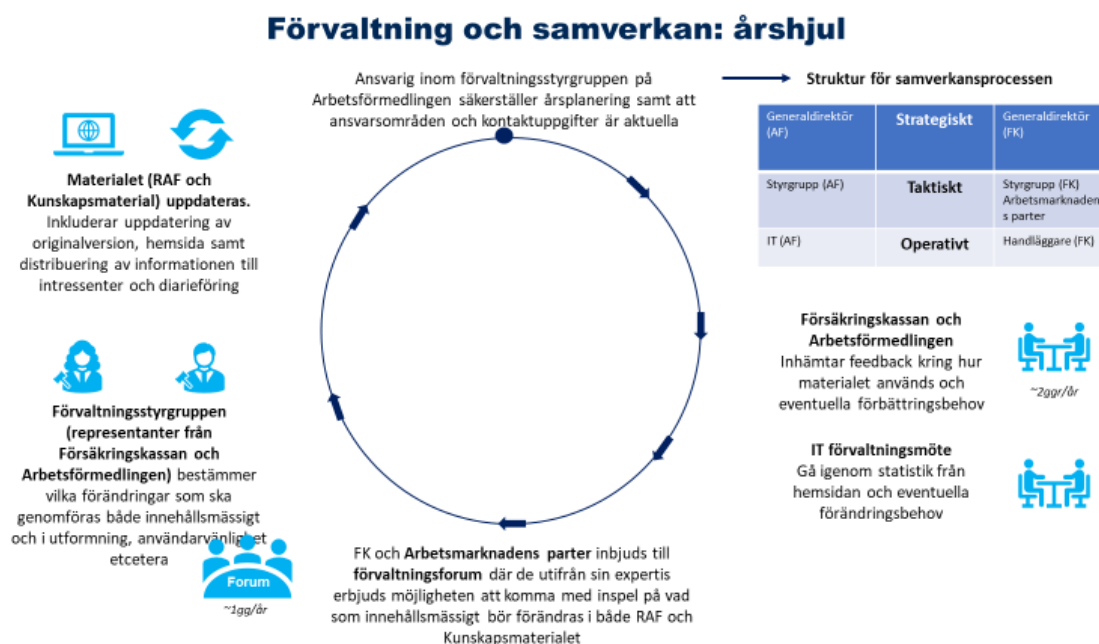 Förvaltning och samverkan: årshjul
Ansvarig inom förvaltningsstyrgruppen på
Arbetsförmedlingen säkerställer årsplanering samt att
ansvarsområden och kontaktuppgifter är aktuella
Struktur för samverkansprocessen
Generaldirektör
(AF)
Strategiskt
Generaldirektör
(FK)
Styrgrupp (AF)
Taktiskt
Styrgrupp (FK)
Arbetsmarknaden
s parter
IT (AF)
Operativt
Handläggare (FK)
Försäkringskassan och
Arbetsförmedlingen
Inhämtar feedback kring hur
materialet används och
eventuella förbättringsbehov
~2ggr/år
IT förvaltningsmöte
Gå igenom statistik från
hemsidan och eventuella
förändringsbehov
FK och Arbetsmarknadens parter inbjuds till
förvaltningsforum där de utifrån sin expertis
erbjuds möjligheten att komma med inspel på vad
som innehållsmässigt bör förändras i både RAF och
Kunskapsmaterialet
Forum
~1gg/år
Förvaltningsstyrgruppen
(representanter från
Försäkringskassan och
Arbetsförmedlingen) bestämmer
vilka förändringar som ska
genomföras både innehållsmässigt
och i utformning, användarvänlighet
etcetera
Materialet (RAF och
Kunskapsmaterial) uppdateras.
Inkluderar uppdatering av
originalversion, hemsida samt
distribuering av informationen till
intressenter och diarieföring